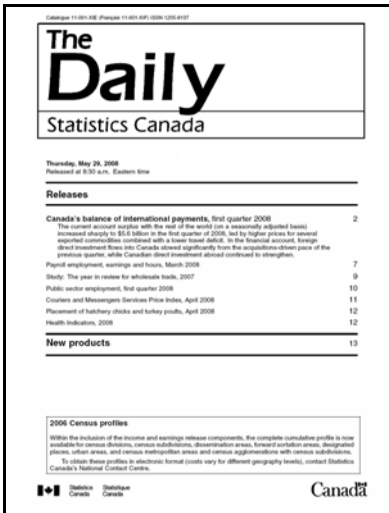 Catalogue 11-001-XIE (Français 11-001-XIF) ISSN 1205-9137
The
Daily
Statistics Canada
Thursday, May 29, 2008
Released at 8:30 a.m. Eastern time
Releases
Canada's balance of international payments, first quarter 2008 2
The current account surplus with the rest of the world (on a seasonally adjusted basis)
increased sharply to $5.6 billion in the first quarter of 2008, led by higher prices for several
exported commodities combined with a lower travel deficit. In the financial account, foreign
direct investment flows into Canada slowed significantly from the acquisitions-driven pace of the
previous quarter, while Canadian direct investment abroad continued to strengthen.
Payroll employment, earnings and hours, March 2008 7
Study: The year in review for wholesale trade, 2007 9
Public sector employment, first quarter 2008 10
Couriers and Messengers Services Price Index, April 2008 11
Placement of hatchery chicks and turkey poults, April 2008 12
Health Indicators, 2008 12
New products 13
2006 Census profiles
Within the inclusion of the income and earnings release components, the complete cumulative profile is now
available for census divisions, census subdivisions, dissemination areas, forward sortation areas, designated
places, urban areas, and census metropolitan areas and census agglomerations with census subdivisions.
To obtain these profiles in electronic format (costs vary for different geography levels), contact Statistics
Canada's National Contact Centre.
Statistics Canada Statistique Canada
Canada